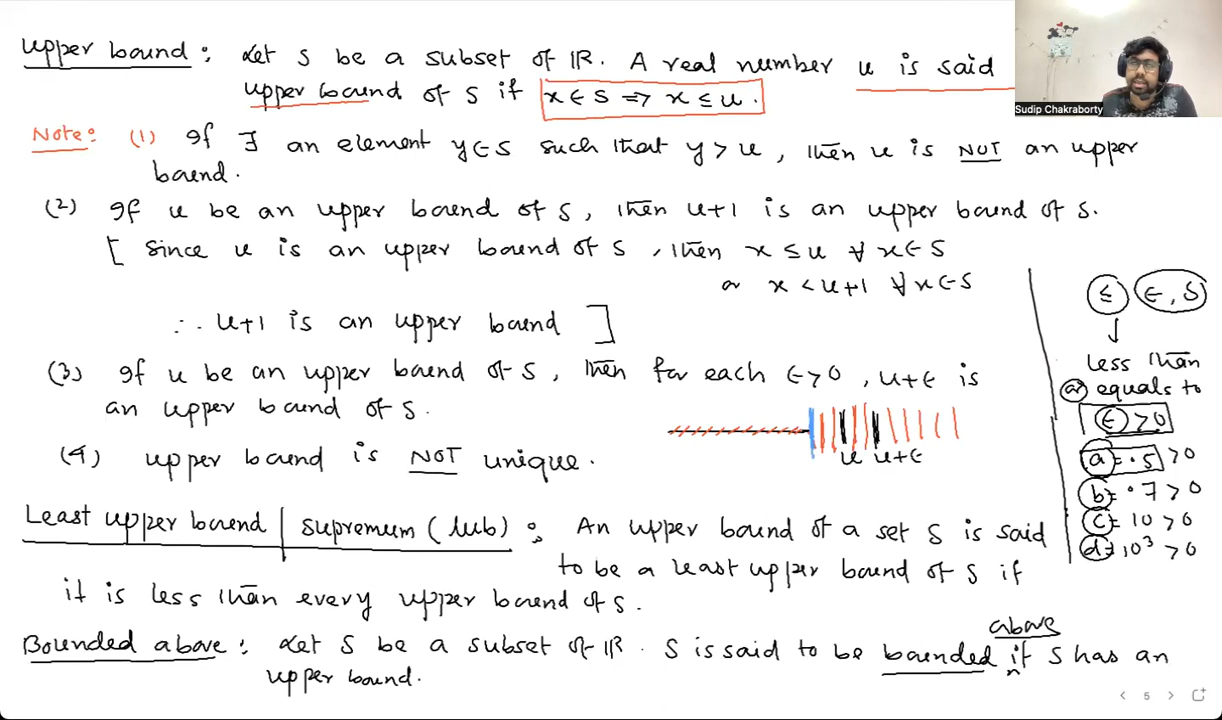 upper bound : Let S be a subset of ℝ. A real number u is said
upper bound of S if x ∈ S ⇒ x ≤ u .
Sudip Chakraborty
Note: (1) If ∃ an element y ∈ S such that y > u , then u is NOT an upper
bound.
(2) If u be an upper bound of S , then u+1 is an upper bound of S.
[ Since u is an upper bound of S , then x ≤ u ∀ x ∈ S
or x < u+1 ∀ x ∈ S
∴ u+1 is an upper bound ]
(3) If u be an upper bound of S , then for each ϵ > 0 , u+ϵ is
an upper bound of S .
u u+ϵ
(4) upper bound is NOT unique .
Least upper bound | supremum (lub) : An upper bound of a set S is said
to be a least upper bound of S if
it is less than every upper bound of S .
Bounded above : Let S be a subset of ℝ . S is said to be bounded above if S has an
upper bound.
≤ ϵ, S
↓
less than
or equals to
ϵ > 0
a = .5 > 0
b = .7 > 0
c = 10 > 0
d = 10³ > 0
5